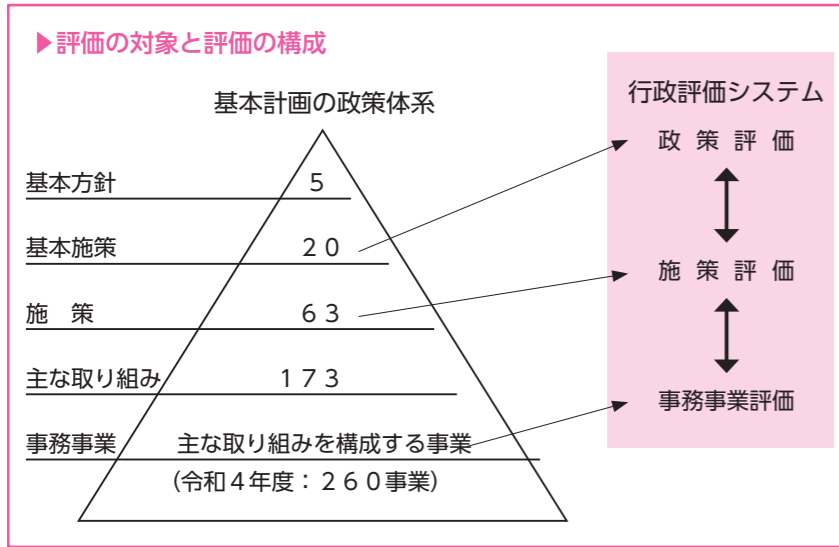 ▶評価の対象と評価の構成
基本計画の政策体系
基本方針 5
基本施策 20
施 策 63
主な取り組み 173
事務事業 主な取り組みを構成する事業
(令和4年度:260事業)
行政評価システム
政策評価
施策評価
事務事業評価